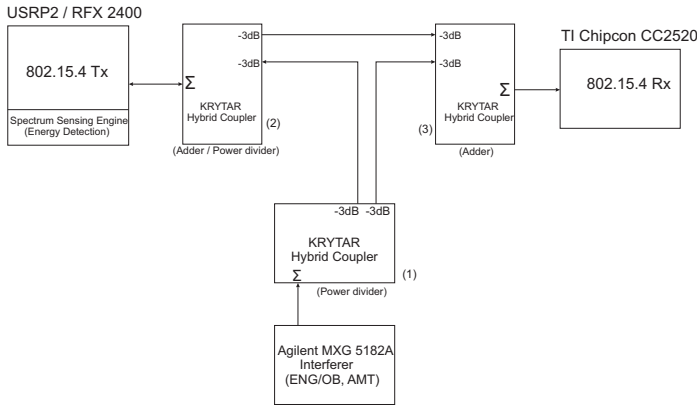 USRP2 / RFX 2400
802.15.4 Tx
Spectrum Sensing Engine
(Energy Detection)
-3dB
-3dB
Σ
KRYTAR
Hybrid Coupler
(2)
(Adder / Power divider)
-3dB
-3dB
Σ
KRYTAR
Hybrid Coupler
(3)
(Adder)
TI Chipcon CC2520
802.15.4 Rx
-3dB -3dB
KRYTAR
Hybrid Coupler
(1)
Σ
(Power divider)
Agilent MXG 5182A
Interferer
(ENG/OB, AMT)